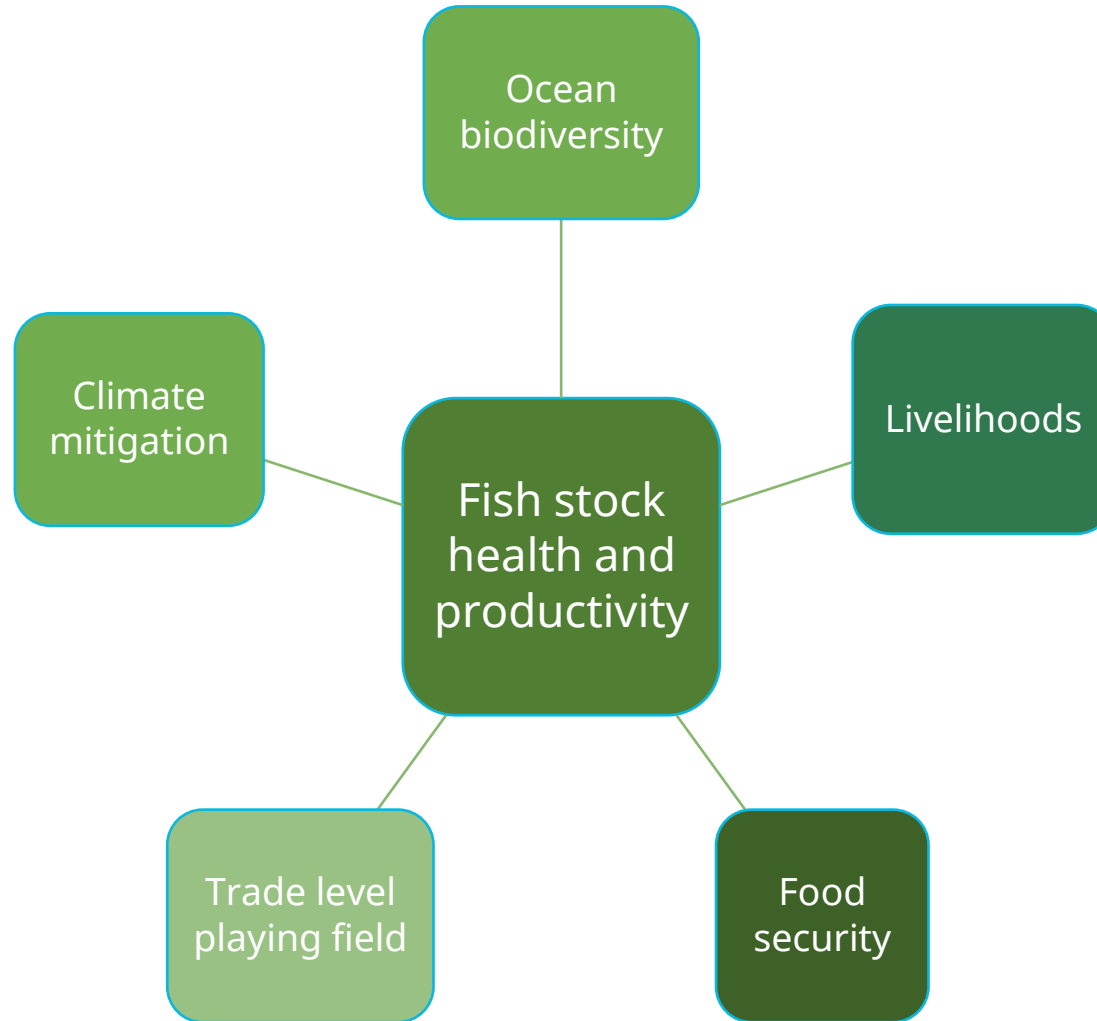 Ocean
biodiversity
Climate
mitigation
Livelihoods
Fish stock
health and
productivity
Trade level
playing field
Food
security